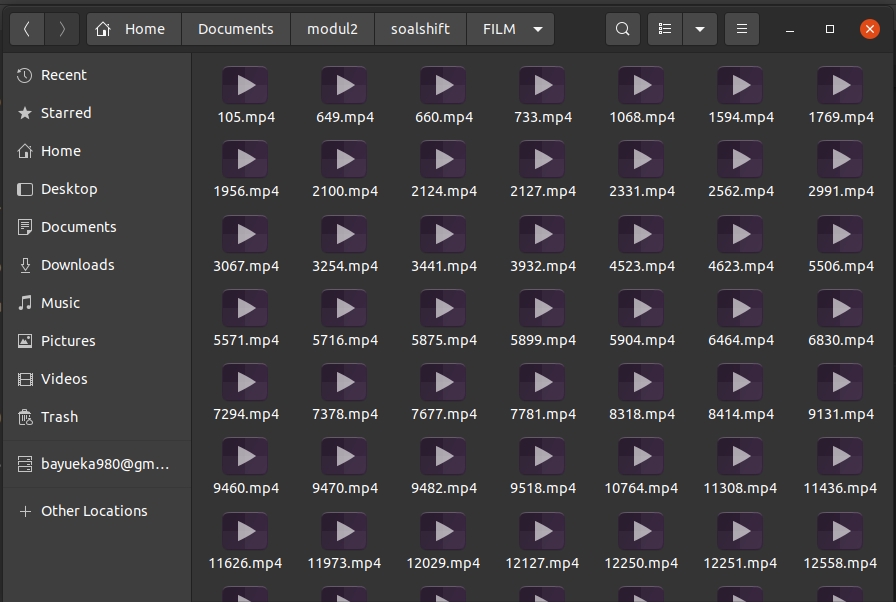 Home Documents modul2 soalshift FILM
Recent
Starred
Home
Desktop
Documents
Downloads
Music
Pictures
Videos
Trash
bayueka980@gm...
Other Locations
105.mp4 649.mp4 660.mp4 733.mp4 1068.mp4 1594.mp4 1769.mp4
1956.mp4 2100.mp4 2124.mp4 2127.mp4 2331.mp4 2562.mp4 2991.mp4
3067.mp4 3254.mp4 3441.mp4 3932.mp4 4523.mp4 4623.mp4 5506.mp4
5571.mp4 5716.mp4 5875.mp4 5899.mp4 5904.mp4 6464.mp4 6830.mp4
7294.mp4 7378.mp4 7677.mp4 7781.mp4 8318.mp4 8414.mp4 9131.mp4
9460.mp4 9470.mp4 9482.mp4 9518.mp4 10764.mp4 11308.mp4 11436.mp4
11626.mp4 11973.mp4 12029.mp4 12127.mp4 12250.mp4 12251.mp4 12558.mp4